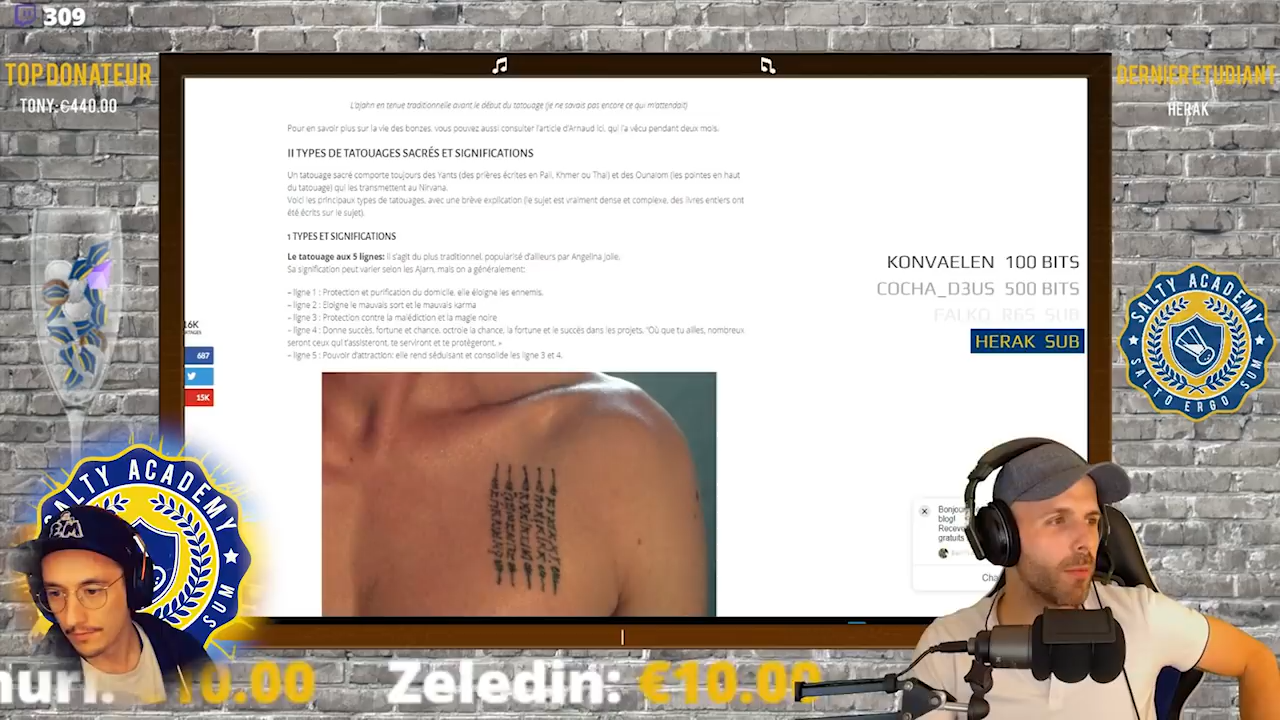 309
TOP DONATEUR
TONY: €440.00
DERNIER ETUDIANT
HERAK
L'ajahn en tenue traditionnelle avant le début du tatouage (je ne savais pas encore ce qui m'attendait)
Pour en savoir plus sur la vie des bonzes, vous pouvez aussi consulter l'article d'Arnaud ici, qui l'a vécu pendant deux mois.
II TYPES DE TATOUAGES SACRÉS ET SIGNIFICATIONS
Un tatouage sacré comporte toujours des Yants (des prières écrites en Pali, Khmer ou Thai) et des Ounalom (les pointes en haut
du tatouage) qui les transmettent au Nirvana.
Voici les principaux types de tatouages, avec une brève explication (le sujet est vraiment dense et complexe, des livres entiers ont
été écrits sur le sujet).
1 TYPES ET SIGNIFICATIONS
Le tatouage aux 5 lignes: il s'agit du plus traditionnel, popularisé d'ailleurs par Angelina Jolie.
Sa signification peut varier selon les Ajarn, mais on a généralement:
– ligne 1 : Protection et purification du domicile, elle éloigne les ennemis.
– ligne 2 : Eloigne le mauvais sort et le mauvais karma
– ligne 3 : Protection contre la malédiction et la magie noire
– ligne 4 : Donne succès, fortune et chance, octroie la chance, la fortune et le succès dans les projets. "Où que tu ailles, nombreux
seront ceux qui t'assisteront, te serviront et te protègeront. »
– ligne 5 : Pouvoir d'attraction: elle rend séduisant et consolide les ligne 3 et 4.
16K
687
15K
KONVAELEN 100 BITS
COCHA_D3US 500 BITS
FALKO_R6S SUB
HERAK SUB
SALTY ACADEMY
SALTO ERGO SUM
Bonjour
blog!
Receve
gratuits
SALTY ACADEMY
SUM
Zeledin: €10.00